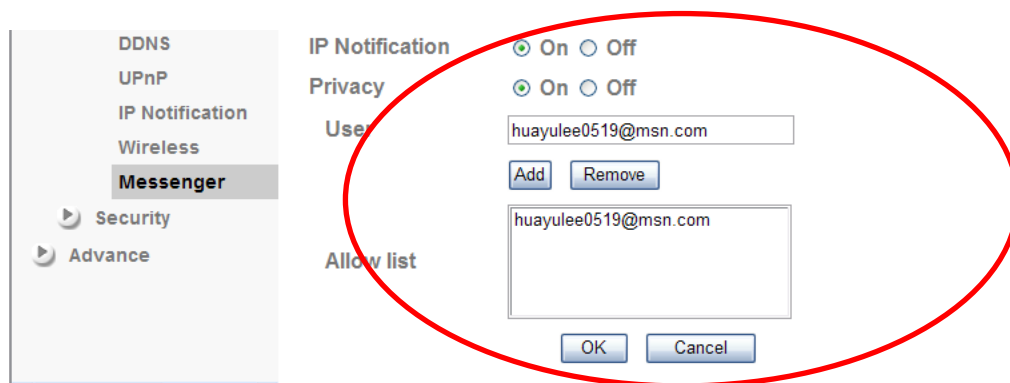 DDNS
UPnP
IP Notification
Wireless
Messenger
Security
Advance
IP Notification On Off
Privacy On Off
User huayulee0519@msn.com
Add Remove
huayulee0519@msn.com
Allow list
OK Cancel